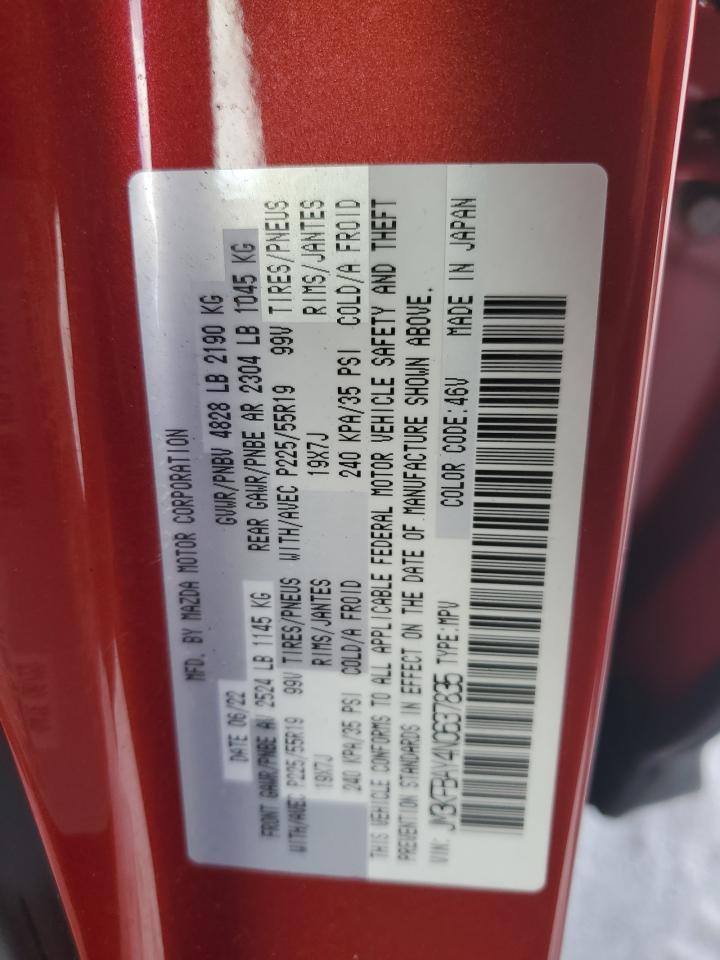 MFD. BY MAZDA MOTOR CORPORATION
DATE 06/22 GVWR/PNBV 4828 LB 2190 KG
FRONT GAWR/PNBE AV 2524 LB 1145 KG REAR GAWR/PNBE AR 2304 LB 1045 KG
WITH/AVEC P225/55R19 99V TIRES/PNEUS WITH/AVEC P225/55R19 99V TIRES/PNEUS
19X7J RIMS/JANTES 19X7J RIMS/JANTES
240 KPA/35 PSI COLD/A FROID 240 KPA/35 PSI COLD/A FROID
THIS VEHICLE CONFORMS TO ALL APPLICABLE FEDERAL MOTOR VEHICLE SAFETY AND THEFT
PREVENTION STANDARDS IN EFFECT ON THE DATE OF MANUFACTURE SHOWN ABOVE.
VIN: JM3KFBAY4N0637835 TYPE:MPV COLOR CODE:46V MADE IN JAPAN